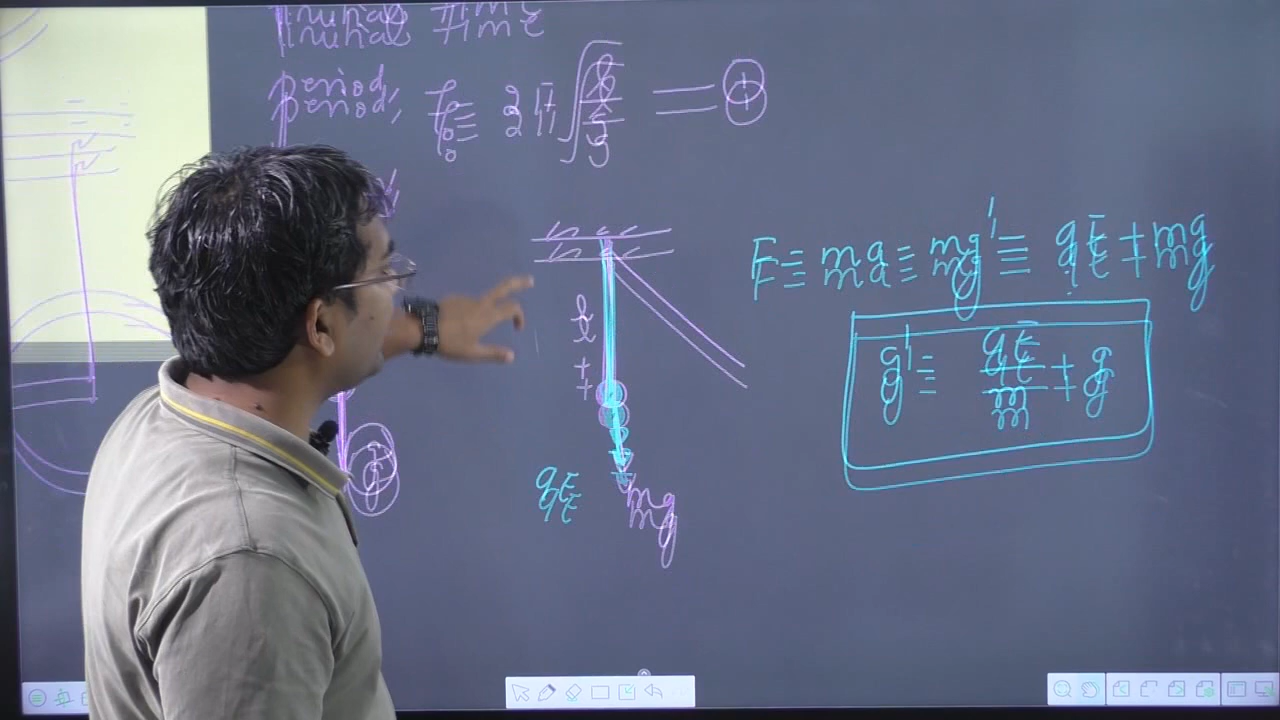 Initial Time
period, T₀ = 2π√(l/g) = ①
F = ma = mg' = qE + mg
g' = qE/m + g
l
+
qE
mg